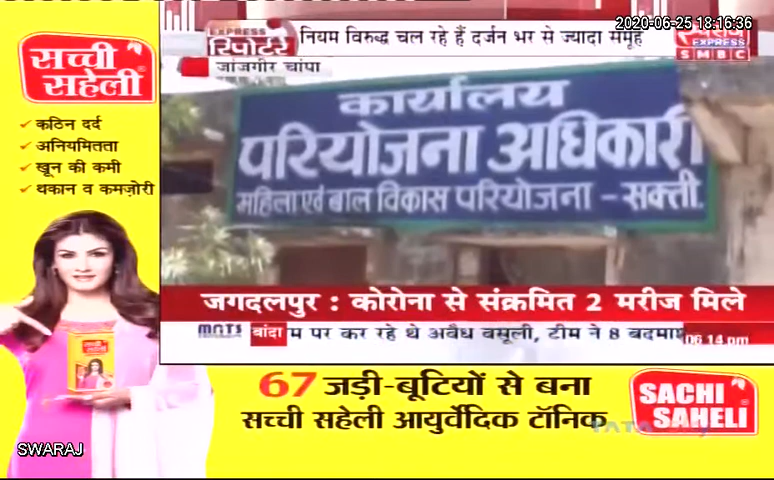 2020-06-25 18:16:36
EXPRESS
रिपोर्टर
नियम विरुद्ध चल रहे हैं दर्जन भर से ज्यादा समूह
स्वराज
EXPRESS
SMBC
जांजगीर चांपा
सच्ची
सहेली
कठिन दर्द
अनियमितता
खून की कमी
थकान व कमज़ोरी
कार्यालय
परियोजना अधिकारी
महिला एवं बाल विकास परियोजना - सक्ती
जगदलपुर : कोरोना से संक्रमित 2 मरीज मिले
बांदा म पर कर रहे थे अवैध वसूली, टीम ने 8 बदमाश
06.14 pm
67 जड़ी-बूटियों से बना
सच्ची सहेली आयुर्वेदिक टॉनिक
SACHI
SAHELI
TATA
SWARAJ